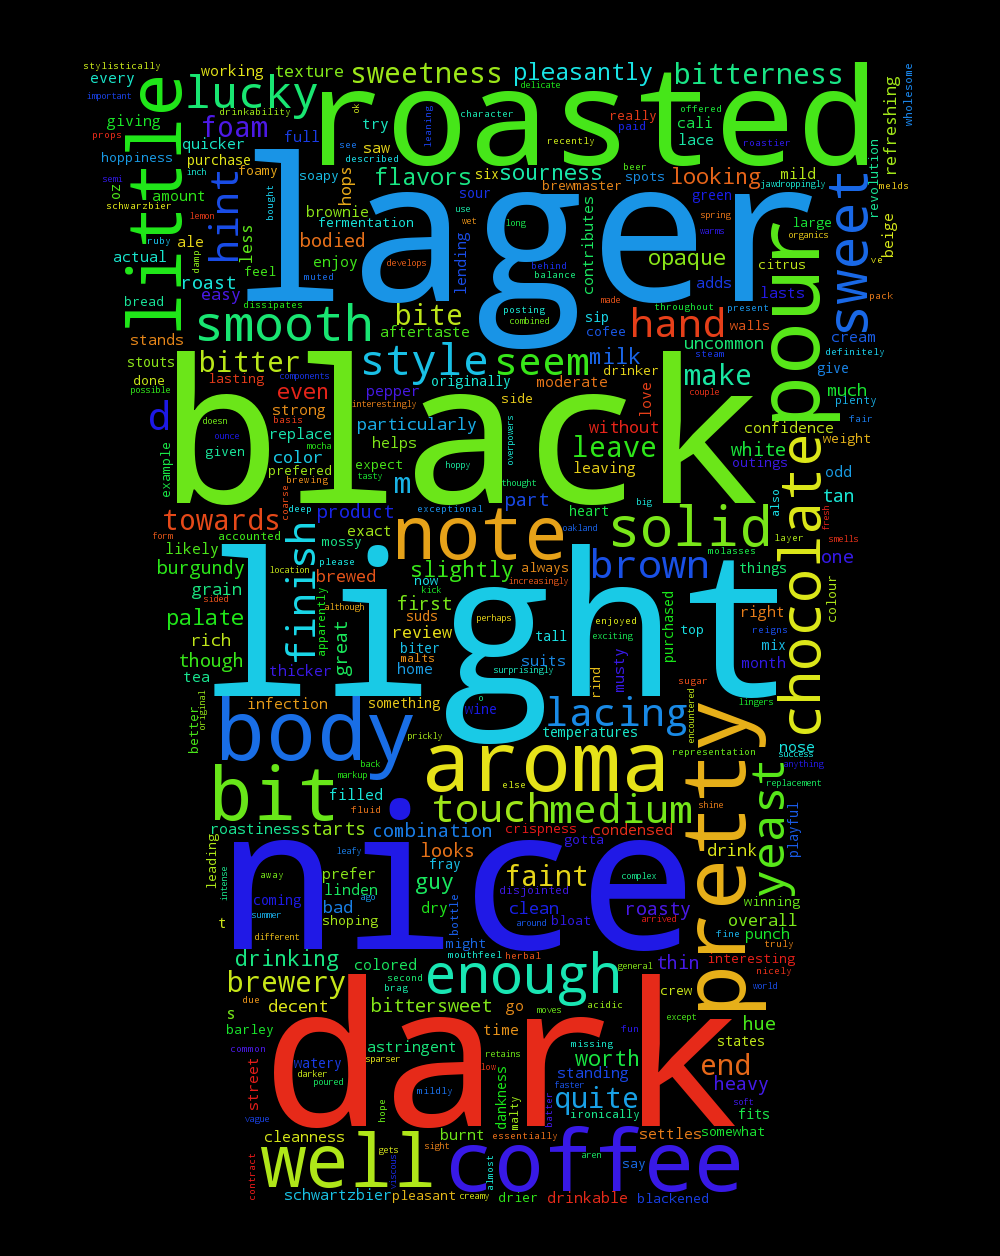 stylistically
every
important
props
giving
hoppiness
semi
inch
schwarzbier
lemon
ruby
actual
damp
bread
stands
little
working
texture
sweetness
pleasantly
delicate
bitterness
lucky
drinkability
foam
full
quicker
purchase
foamy
oz
amount
ale
hint
less
roast
easy
feel
dissipates
bought
soapy
brownie
fermentation
bodied
enjoy
muted
develops
hops
try
see
ok
saw
described
flavors
six
sour
sourness
roasted
character
leaning
recently
really
paid
offered
cali
lace
roastier
beer
brewmaster
spots
looking
mild
jawdroppingly
green
spring
warms
large
organics
citrus
opaque
adds
lasts
refreshing
wholesome
revolution
melds
beige
ve
pack
sweet
lager
use
wet
long
lending
behind
balance
contributes
posting
combined
made
throughout
present
smooth
bite
aftertaste
sip
cofee
hand
walls
uncommon
pour
cream
definitely
stouts
done
possible
bitter
lasting
components
style
originally
seem
milk
drinker
moderate
steam
make
couple
give
much
plenty
d
even
pepper
interestingly
side
strong
basis
doesn
ounce
given
replace
mocha
color
prefered
brewing
particularly
helps
expect
tasty
hoppy
overpowers
thought
without
love
leave
leaving
white
outings
confidence
fair
weight
odd
tan
example
black
m
part
heart
big
also
layer
fresh
smells
coarse
deep
product
exceptional
towards
form
accounted
likely
exact
mossy
please
note
oakland
solid
molasses
chocolate
one
burgundy
location
finish
brewed
slightly
always
brown
things
colour
grain
sided
although
apparently
now
kick
increasingly
first
suds
perhaps
enjoyed
palate
rich
great
review
tall
exciting
purchased
top
right
reigns
mix
though
tea
thicker
biter
malts
home
suits
surprisingly
rind
musty
month
sugar
light
infection
something
o
wine
lacing
encountered
lingers
better
original
body
prickly
temperatures
representation
nose
success
anything
replacement
bit
back
markup
filled
fluid
aroma
else
touch
medium
pretty
shine
yeast
playful
roastiness
starts
combination
crispness
condensed
gotta
leading
leafy
looks
fray
drink
intense
away
coming
prefer
linden
guy
faint
complex
disjointed
winning
summer
bad
ago
shoping
dry
bottle
clean
bloat
roasty
arrived
overall
t
different
nice
around
fine
punch
truly
might
mouthfeel
herbal
drinking
colored
second
brag
enough
general
thin
interesting
nicely
world
brewery
due
decent
s
bittersweet
go
moves
acidic
crew
except
hue
barley
time
fun
states
common
astringent
sparser
retains
low
missing
worth
end
watery
darker
poured
dark
mildly
standing
faster
heavy
street
quite
soft
vague
hope
dankness
malty
batter
ironically
fits
cleanness
burnt
essentially
settles
somewhat
contract
well
gets
sight
viscous
coffee
almost
aren
say
schwartzbier
pleasant
creamy
drier
drinkable
blackened